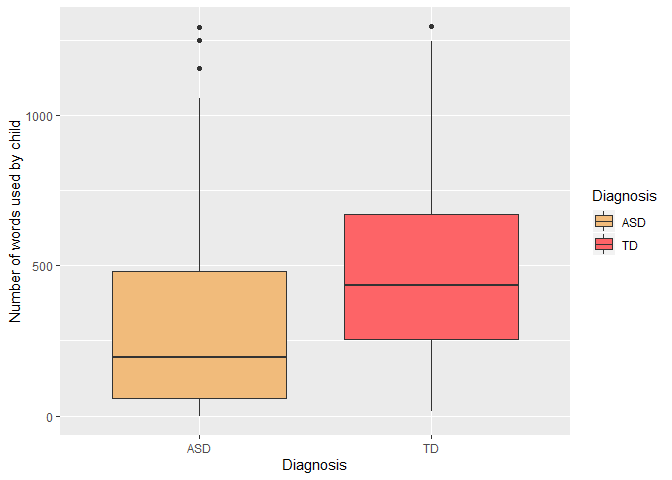 Number of words used by child
1000
500
0
ASD
TD
Diagnosis
Diagnosis
ASD
TD